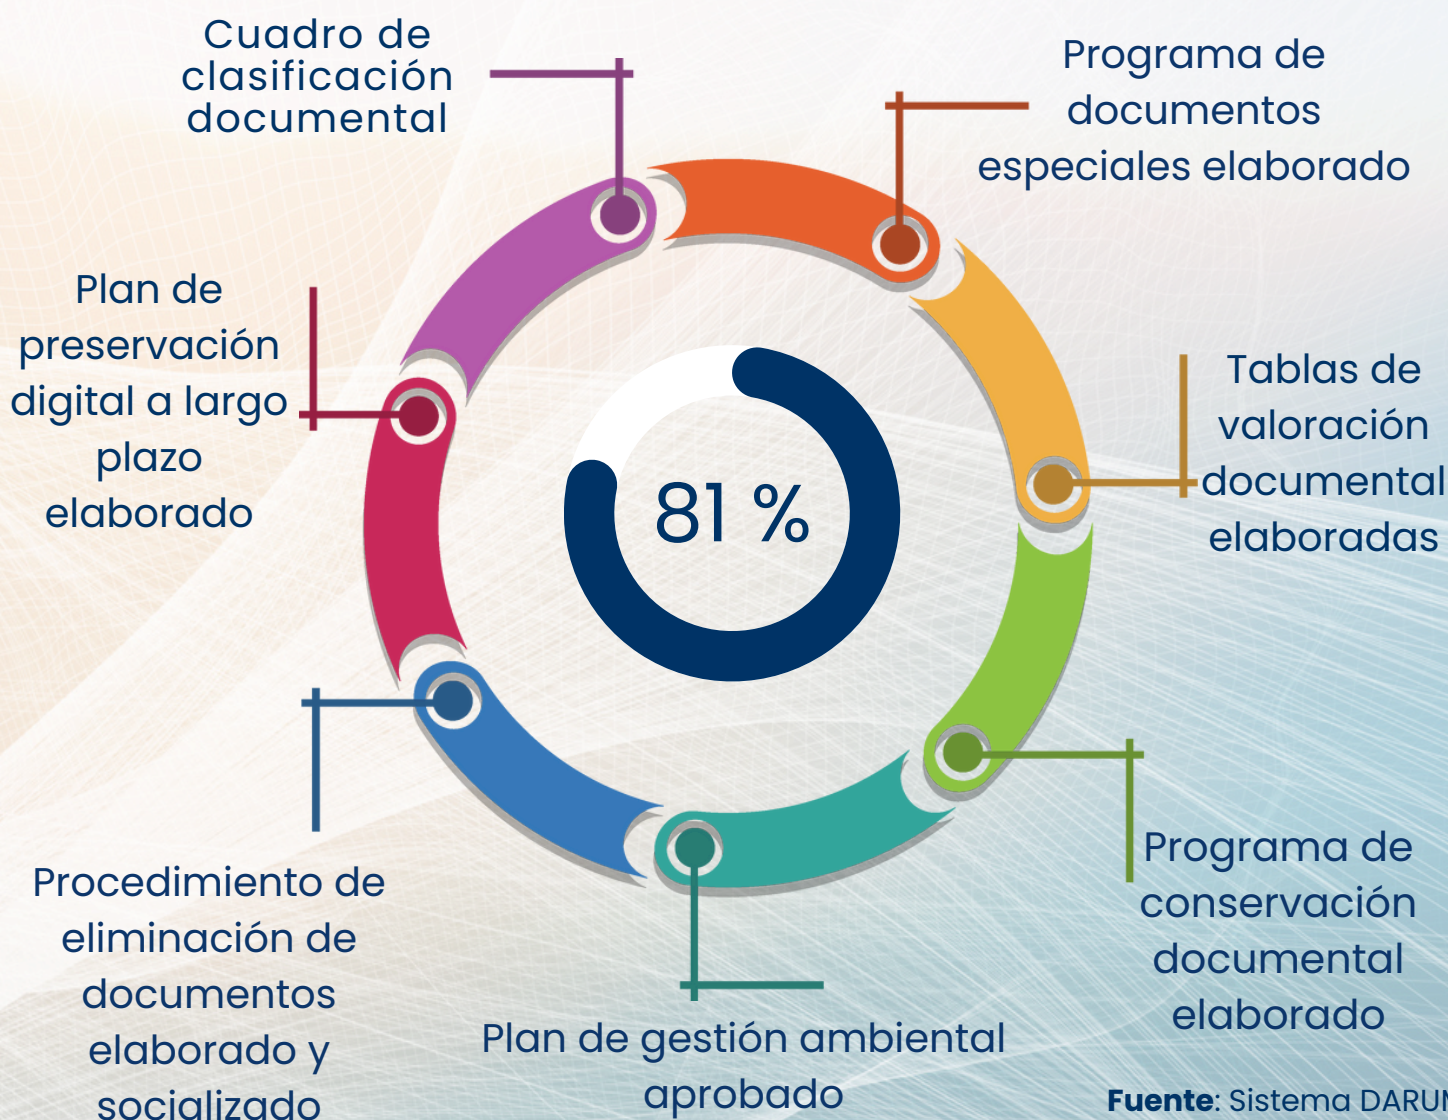 Cuadro de
clasificación
documental
Programa de
documentos
especiales elaborado
Plan de
preservación
digital a largo
plazo
elaborado
Tablas de
valoración
documental
elaboradas
81 %
Programa de
conservación
documental
elaborado
Procedimiento de
eliminación de
documentos
elaborado y
socializado
Plan de gestión ambiental
aprobado
Fuente: Sistema